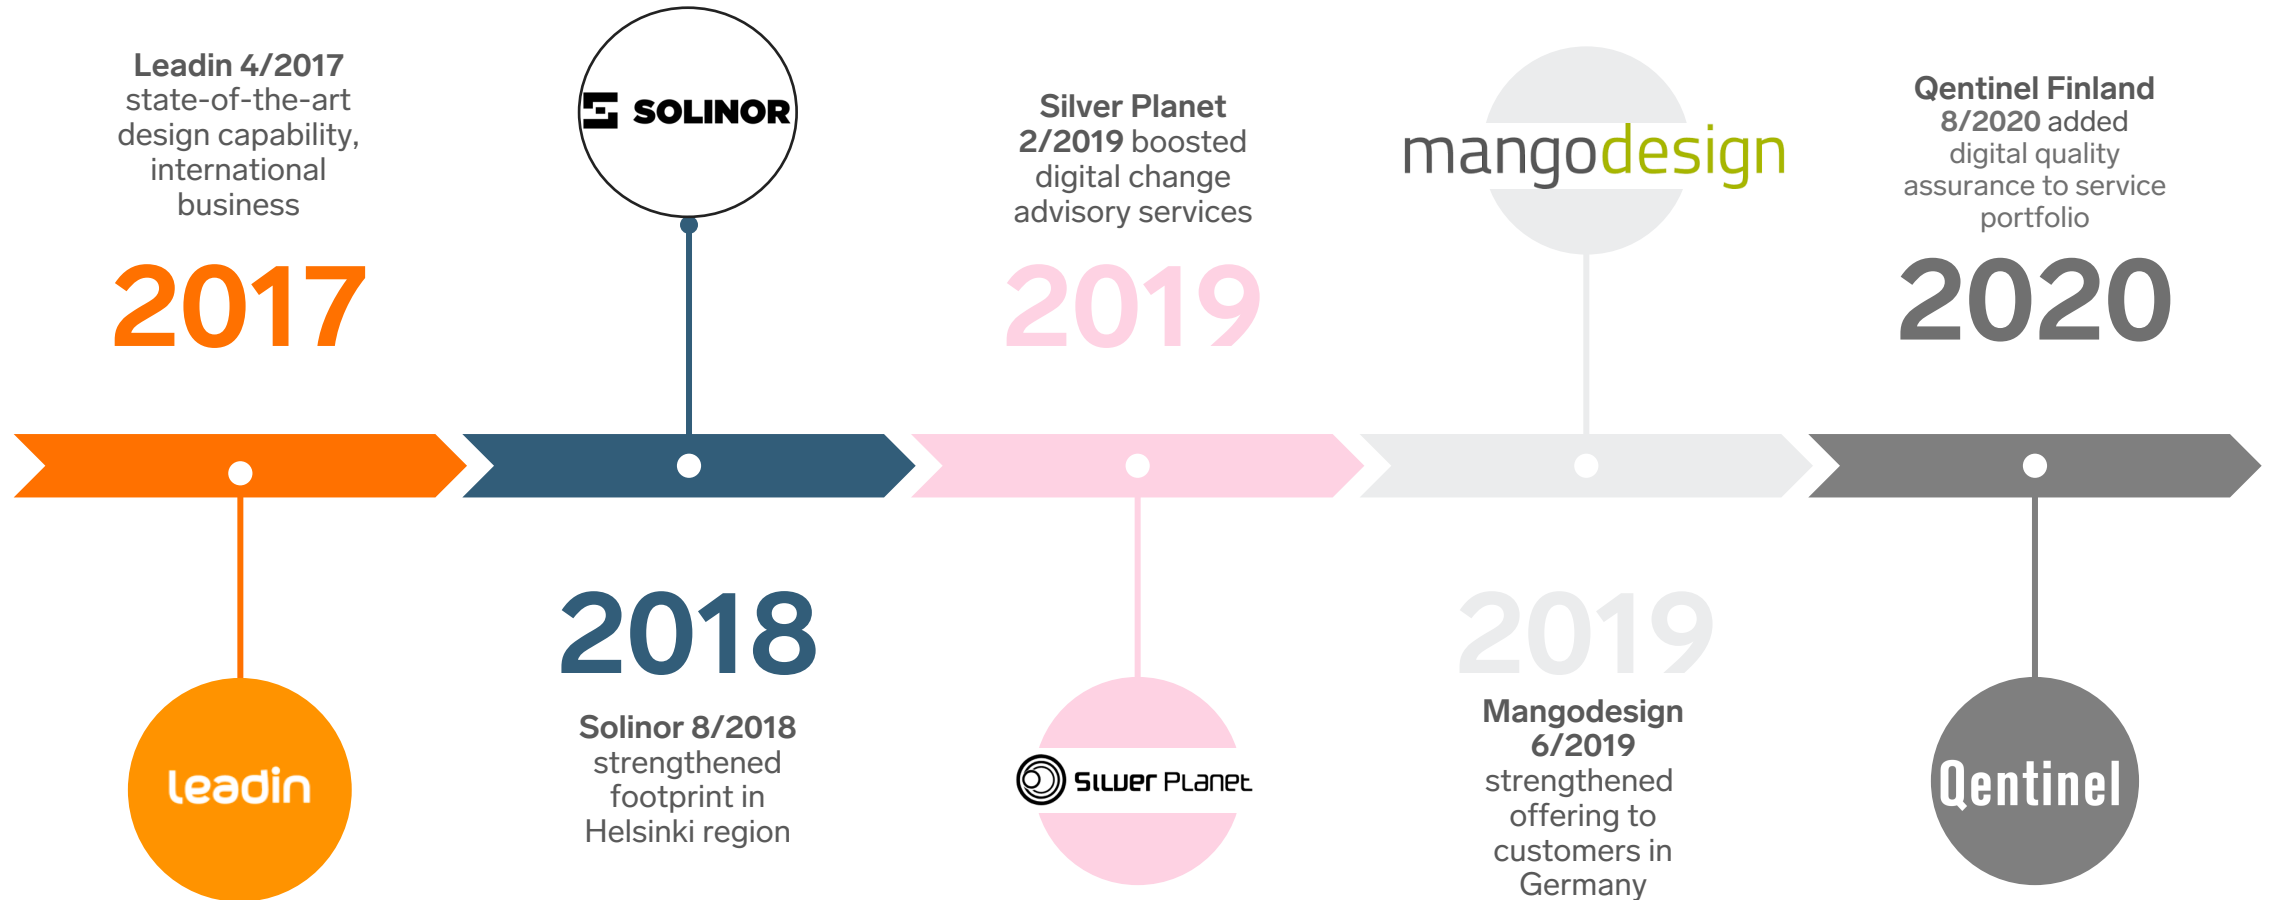 Leadin 4/2017
state-of-the-art
design capability,
international
business
2017
leadin
SOLINOR
2018
Solinor 8/2018
strengthened
footprint in
Helsinki region
Silver Planet
2/2019 boosted
digital change
advisory services
2019
SILVER PLANET
mangodesign
2019
Mangodesign
6/2019
strengthened
offering to
customers in
Germany
Qentinel Finland
8/2020 added
digital quality
assurance to service
portfolio
2020
Qentinel